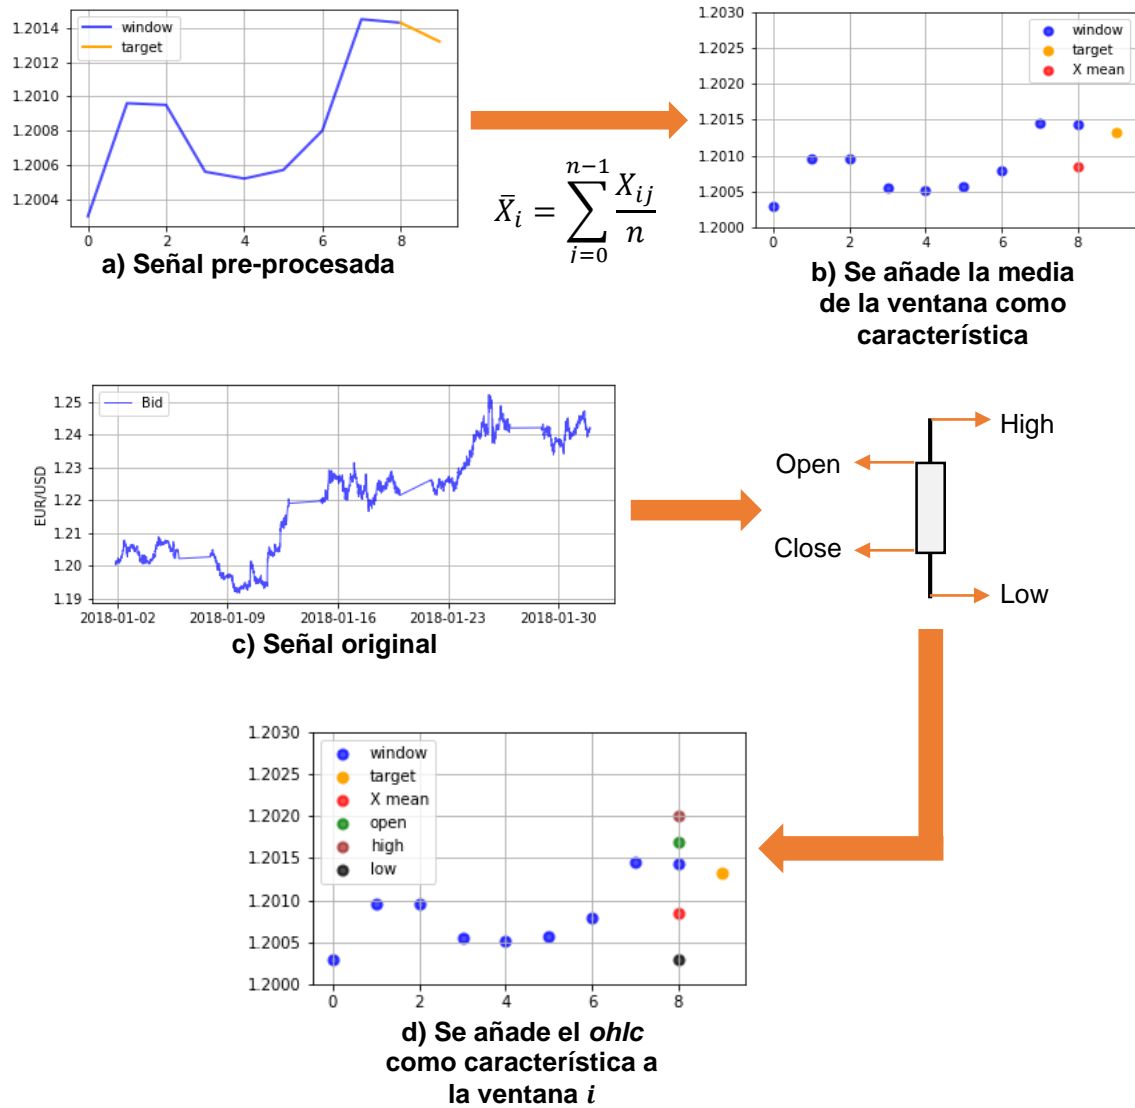 1.2014
1.2012
1.2010
1.2008
1.2006
1.2004
window
target
0 2 4 6 8
a) Señal pre-procesada
X̄ᵢ = ∑_{j=0}^{n−1} X_{ij}/n
1.2030
1.2025
1.2020
1.2015
1.2010
1.2005
1.2000
window
target
X mean
0 2 4 6 8
b) Se añade la media
de la ventana como
característica
EUR/USD
1.25
1.24
1.23
1.22
1.21
1.20
1.19
Bid
2018-01-02 2018-01-09 2018-01-16 2018-01-23 2018-01-30
c) Señal original
High
Open
Close
Low
1.2030
1.2025
1.2020
1.2015
1.2010
1.2005
1.2000
window
target
X mean
open
high
low
0 2 4 6 8
d) Se añade el ohlc
como característica a
la ventana i